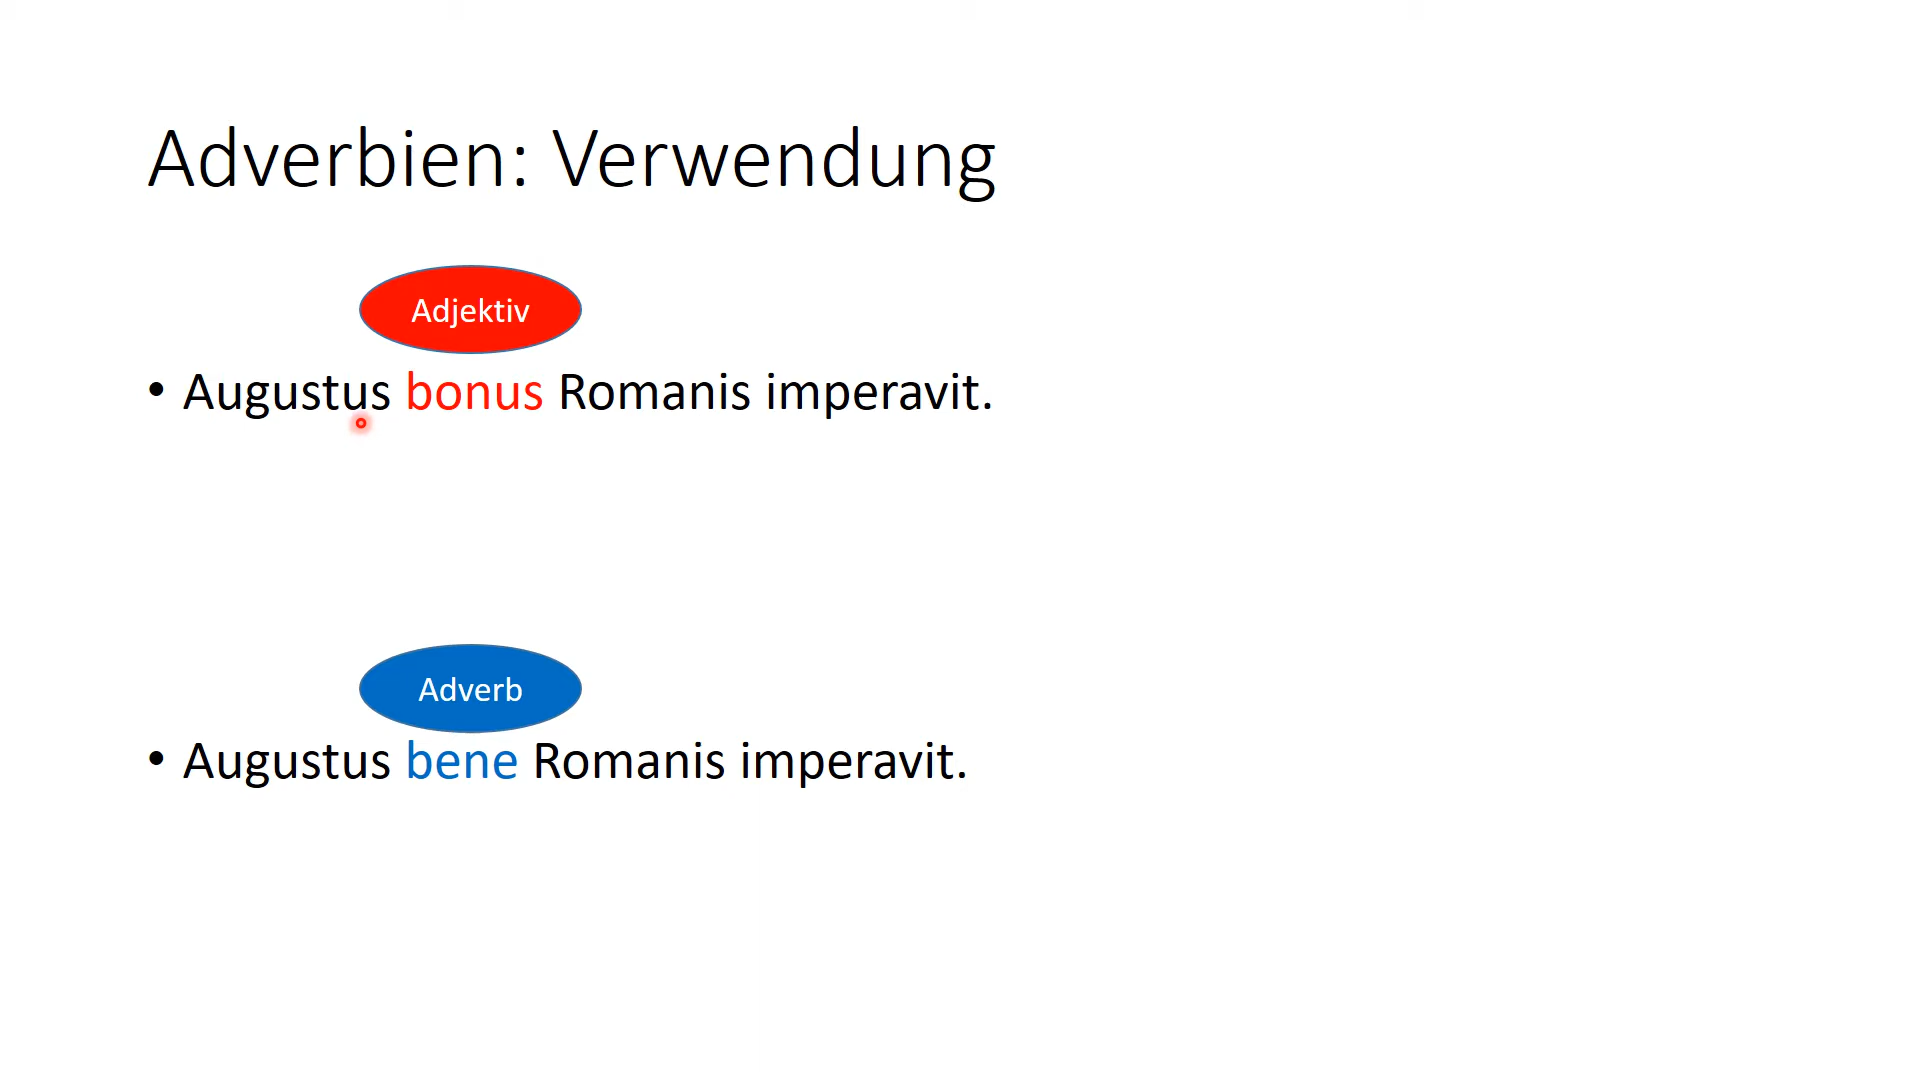 Adverbien: Verwendung
Adjektiv
• Augustus bonus Romanis imperavit.
Adverb
• Augustus bene Romanis imperavit.